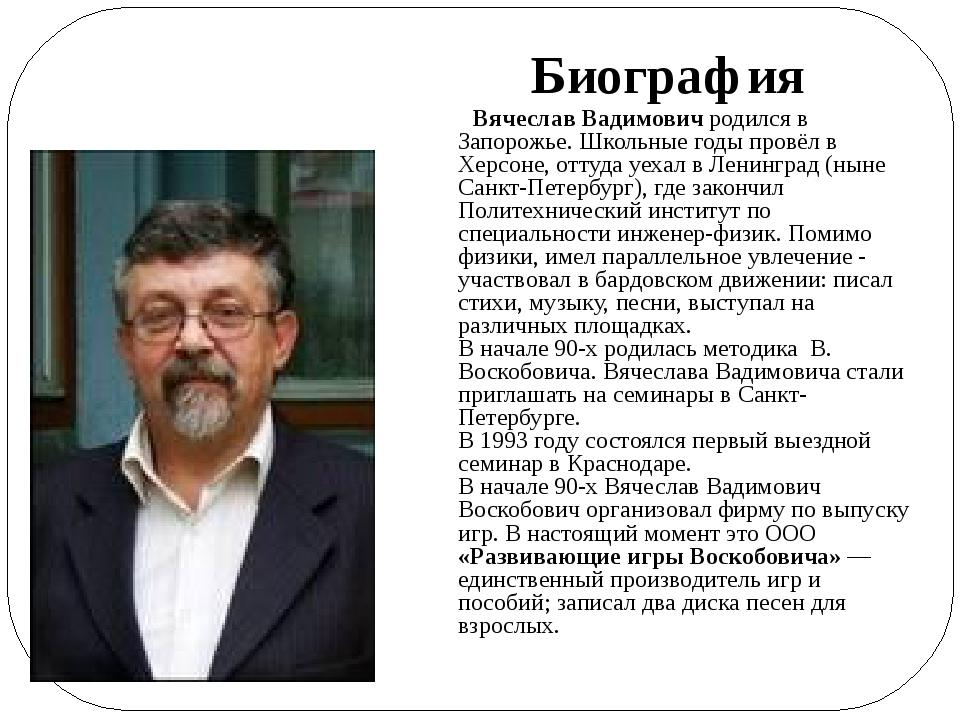 Биография
Вячеслав Вадимович родился в
Запорожье. Школьные годы провёл в
Херсоне, оттуда уехал в Ленинград (ныне
Санкт-Петербург), где закончил
Политехнический институт по
специальности инженер-физик. Помимо
физики, имел параллельное увлечение -
участвовал в бардовском движении: писал
стихи, музыку, песни, выступал на
различных площадках.
В начале 90-х родилась методика  В.
Воскобовича. Вячеслава Вадимовича стали
приглашать на семинары в Санкт-
Петербурге.
В 1993 году состоялся первый выездной
семинар в Краснодаре.
В начале 90-х Вячеслав Вадимович
Воскобович организовал фирму по выпуску
игр. В настоящий момент это ООО
«Развивающие игры Воскобовича» —
единственный производитель игр и
пособий; записал два диска песен для
взрослых.